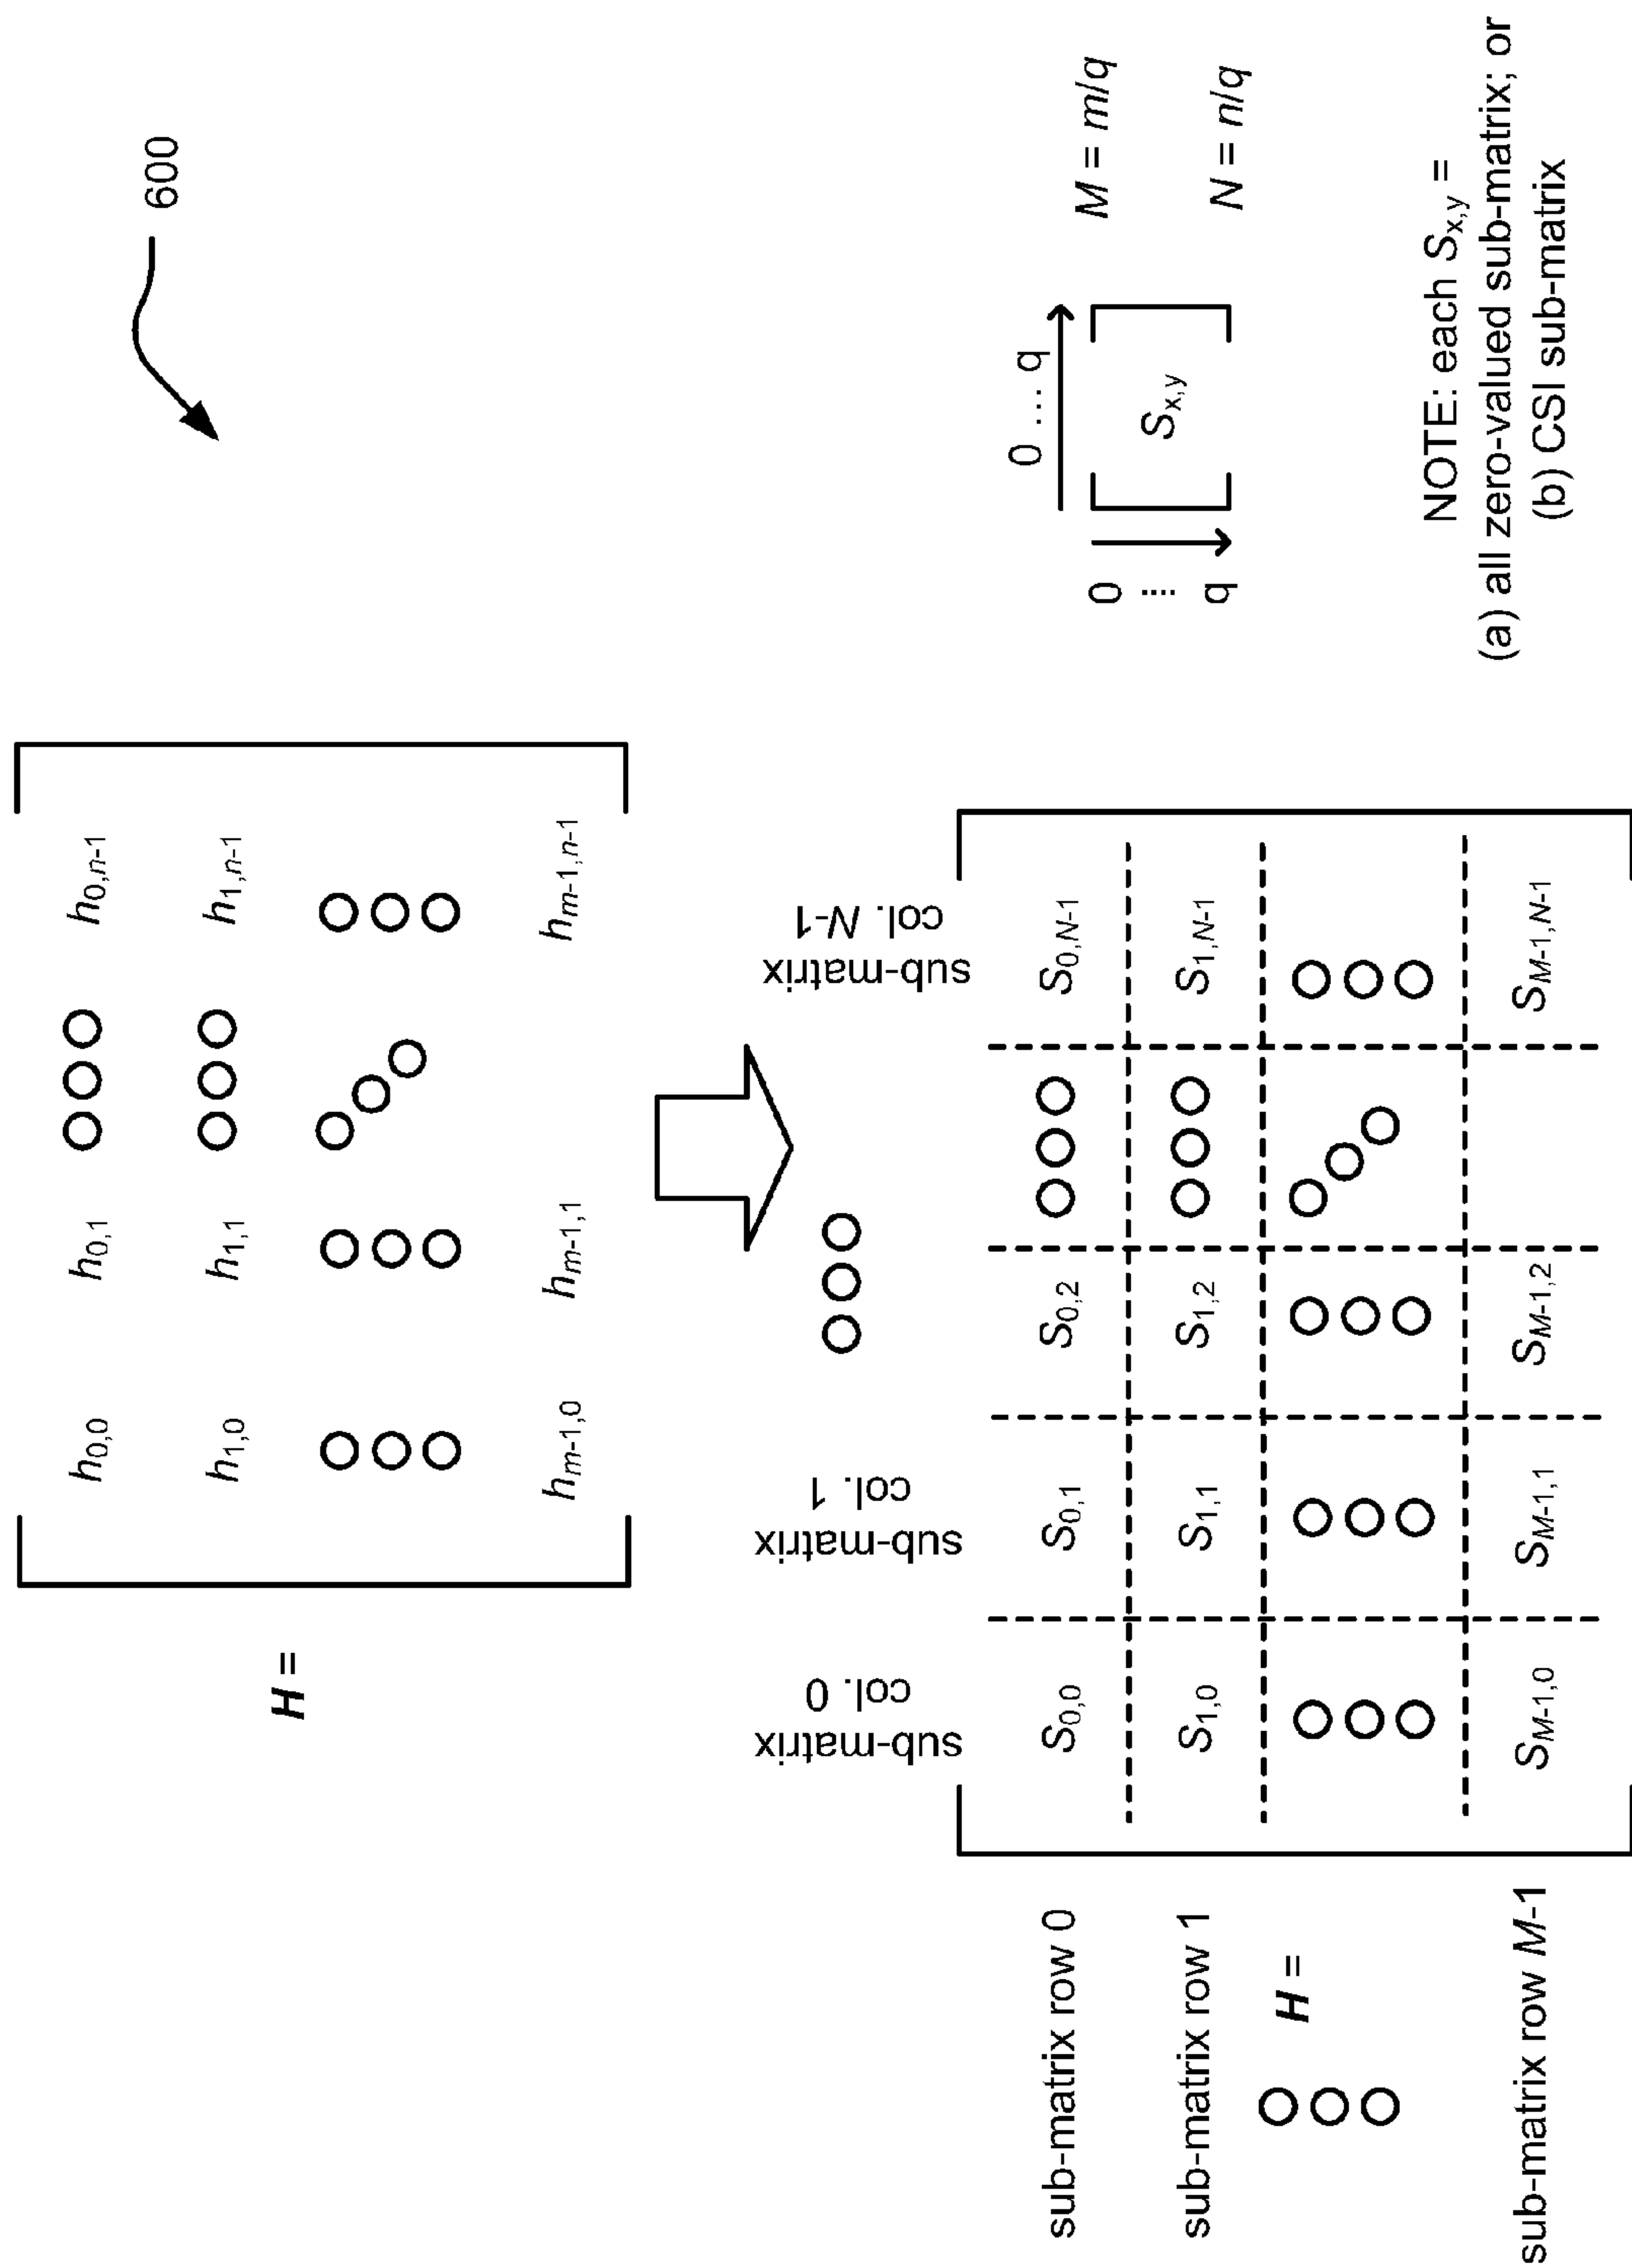 600
H =
h0,0 h0,1 h0,n-1
h1,0 h1,1 h1,n-1
hm-1,0 hm-1,1 hm-1,n-1
sub-matrix col. 0
sub-matrix col. 1
sub-matrix col. N-1
sub-matrix row 0
sub-matrix row 1
H =
sub-matrix row M-1
S0,0 S0,1 S0,2 S0,N-1
S1,0 S1,1 S1,2 S1,N-1
SM-1,0 SM-1,1 SM-1,2 SM-1,N-1
0 ... q
0
⋮
q
Sx,y
M = m/q
N = n/q
NOTE: each Sx,y =
(a) all zero-valued sub-matrix; or
(b) CSI sub-matrix